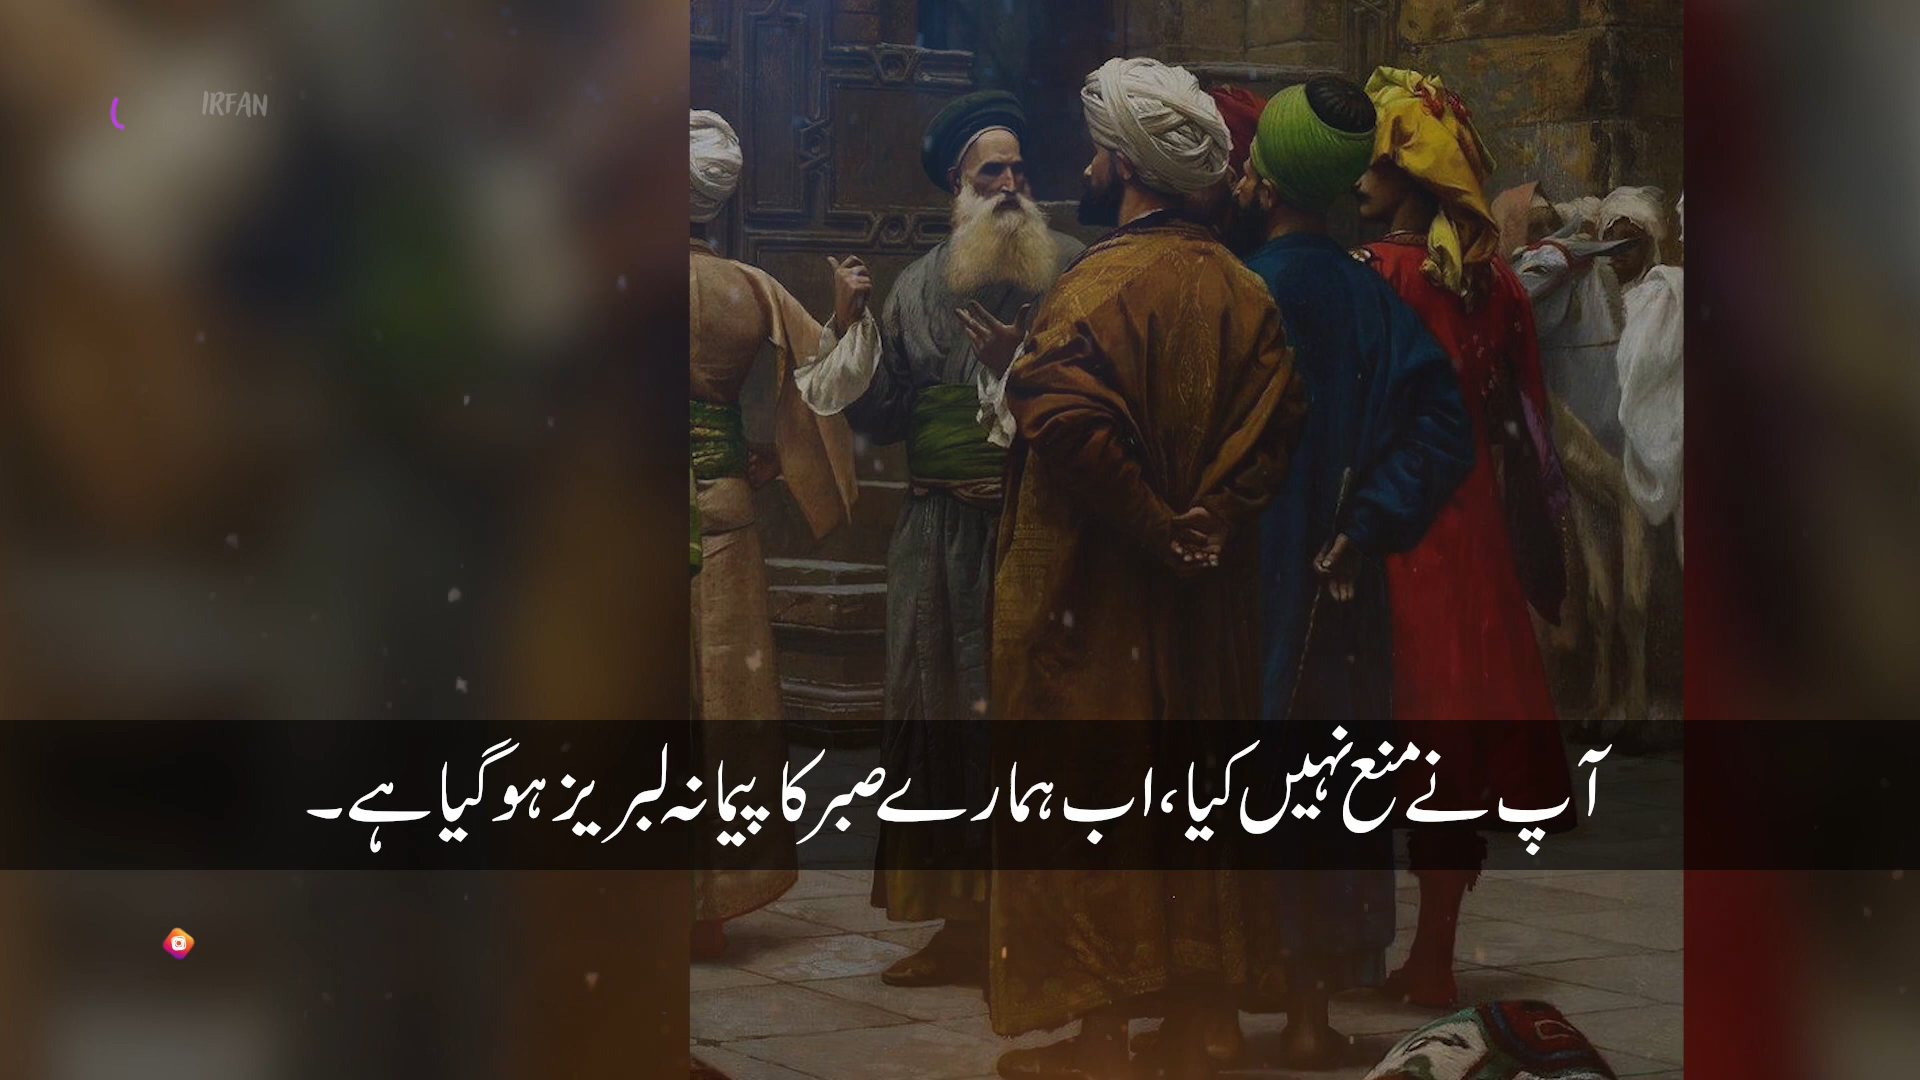 IRFAN
آپ نے منع نہیں کیا، اب ہمارے صبر کا پیمانہ لبریز ہو گیا ہے۔